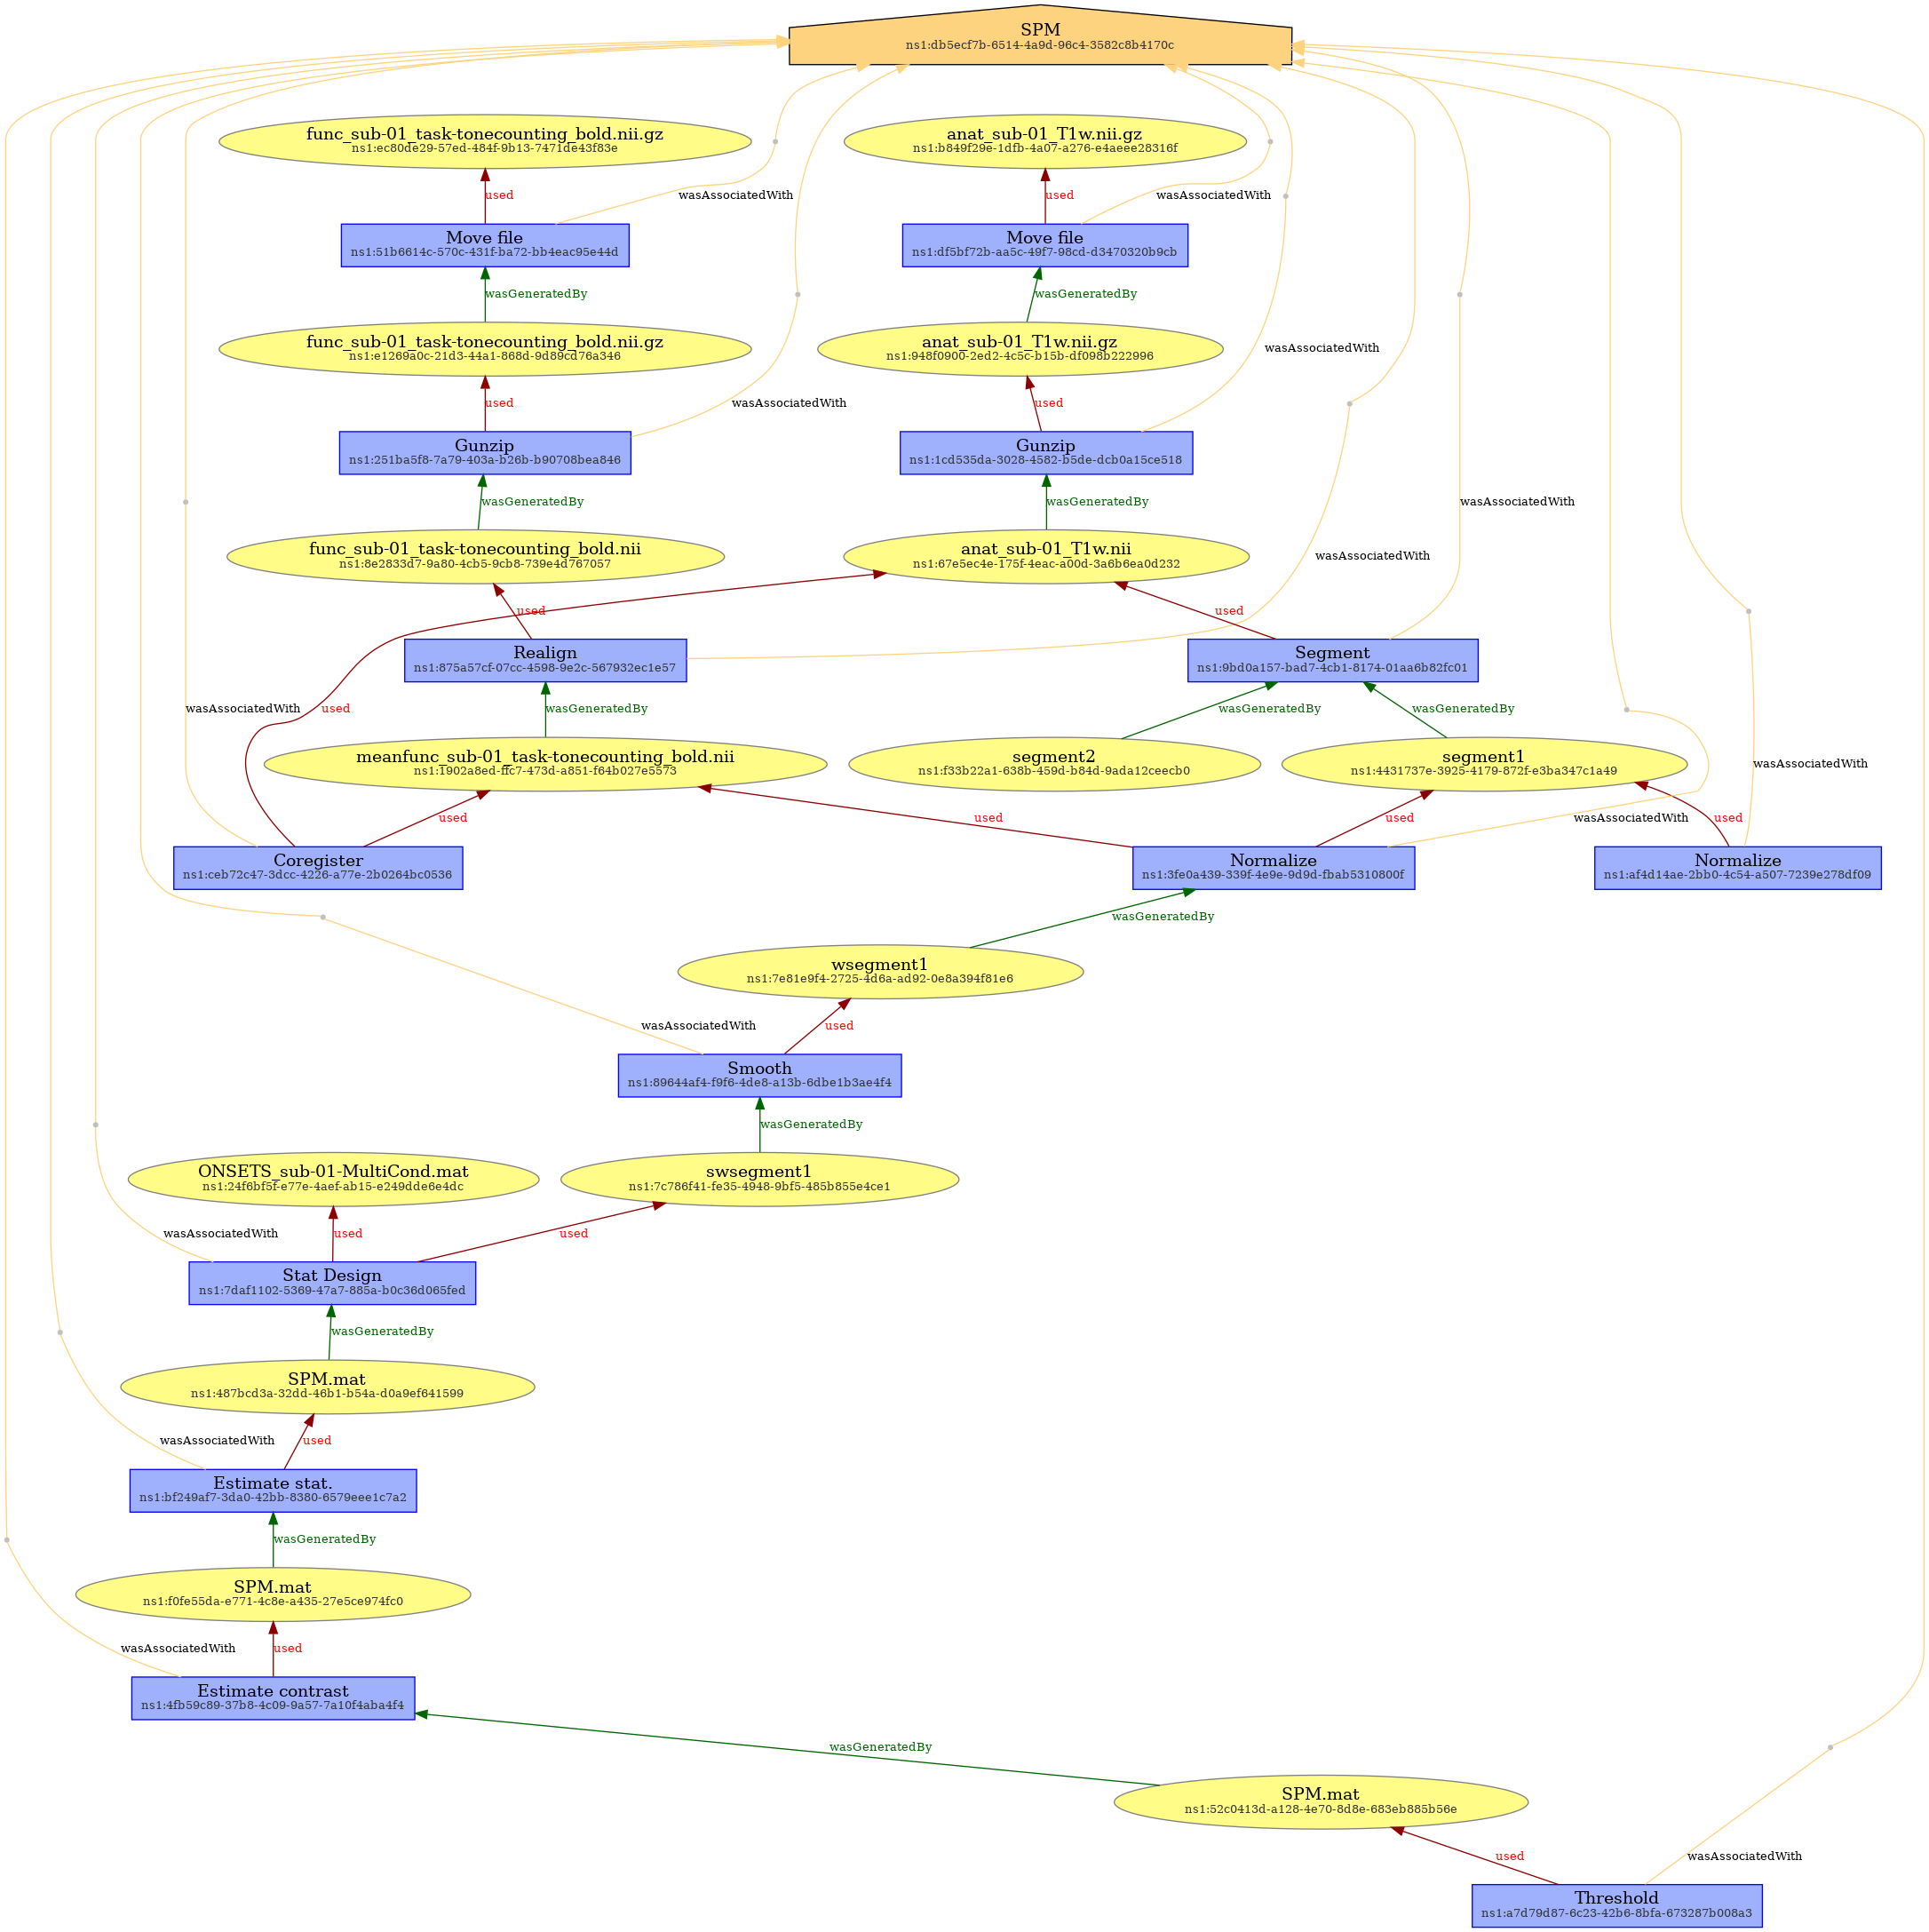 SPM
ns1:db5ecf7b-6514-4a9d-96c4-3582c8b4170c
func_sub-01_task-tonecounting_bold.nii.gz
ns1:ec80de29-57ed-484f-9b13-7471de43f83e
anat_sub-01_T1w.nii.gz
ns1:b849f29e-1dfb-4a07-a276-e4aeee28316f
used
wasAssociatedWith
used
wasAssociatedWith
Move file
ns1:51b6614c-570c-431f-ba72-bb4eac95e44d
Move file
ns1:df5bf72b-aa5c-49f7-98cd-d3470320b9cb
wasGeneratedBy
wasGeneratedBy
func_sub-01_task-tonecounting_bold.nii.gz
ns1:e1269a0c-21d3-44a1-868d-9d89cd76a346
anat_sub-01_T1w.nii.gz
ns1:948f0900-2ed2-4c5c-b15b-df098b222996
wasAssociatedWith
used
wasAssociatedWith
used
Gunzip
ns1:251ba5f8-7a79-403a-b26b-b90708bea846
Gunzip
ns1:1cd535da-3028-4582-b5de-dcb0a15ce518
wasGeneratedBy
wasGeneratedBy
wasAssociatedWith
func_sub-01_task-tonecounting_bold.nii
ns1:8e2833d7-9a80-4cb5-9cb8-739e4d767057
anat_sub-01_T1w.nii
ns1:67e5ec4e-175f-4eac-a00d-3a6b6ea0d232
wasAssociatedWith
used
used
Realign
ns1:875a57cf-07cc-4598-9e2c-567932ec1e57
Segment
ns1:9bd0a157-bad7-4cb1-8174-01aa6b82fc01
wasAssociatedWith
used
wasGeneratedBy
wasGeneratedBy
wasGeneratedBy
meanfunc_sub-01_task-tonecounting_bold.nii
ns1:1902a8ed-ffc7-473d-a851-f64b027e5573
segment2
ns1:f33b22a1-638b-459d-b84d-9ada12ceecb0
segment1
ns1:4431737e-3925-4179-872f-e3ba347c1a49
wasAssociatedWith
used
used
used
wasAssociatedWith
used
Coregister
ns1:ceb72c47-3dcc-4226-a77e-2b0264bc0536
Normalize
ns1:3fe0a439-339f-4e9e-9d9d-fbab5310800f
Normalize
ns1:af4d14ae-2bb0-4c54-a507-7239e278df09
wasGeneratedBy
wsegment1
ns1:7e81e9f4-2725-4d6a-ad92-0e8a394f81e6
wasAssociatedWith
used
Smooth
ns1:89644af4-f9f6-4de8-a13b-6dbe1b3ae4f4
wasGeneratedBy
ONSETS_sub-01-MultiCond.mat
ns1:24f6bf5f-e77e-4aef-ab15-e249dde6e4dc
swsegment1
ns1:7c786f41-fe35-4948-9bf5-485b855e4ce1
wasAssociatedWith
used
used
Stat Design
ns1:7daf1102-5369-47a7-885a-b0c36d065fed
wasGeneratedBy
SPM.mat
ns1:487bcd3a-32dd-46b1-b54a-d0a9ef641599
wasAssociatedWith
used
Estimate stat.
ns1:bf249af7-3da0-42bb-8380-6579eee1c7a2
wasGeneratedBy
SPM.mat
ns1:f0fe55da-e771-4c8e-a435-27e5ce974fc0
wasAssociatedWith
used
Estimate contrast
ns1:4fb59c89-37b8-4c09-9a57-7a10f4aba4f4
wasGeneratedBy
SPM.mat
ns1:52c0413d-a128-4e70-8d8e-683eb885b56e
used
wasAssociatedWith
Threshold
ns1:a7d79d87-6c23-42b6-8bfa-673287b008a3